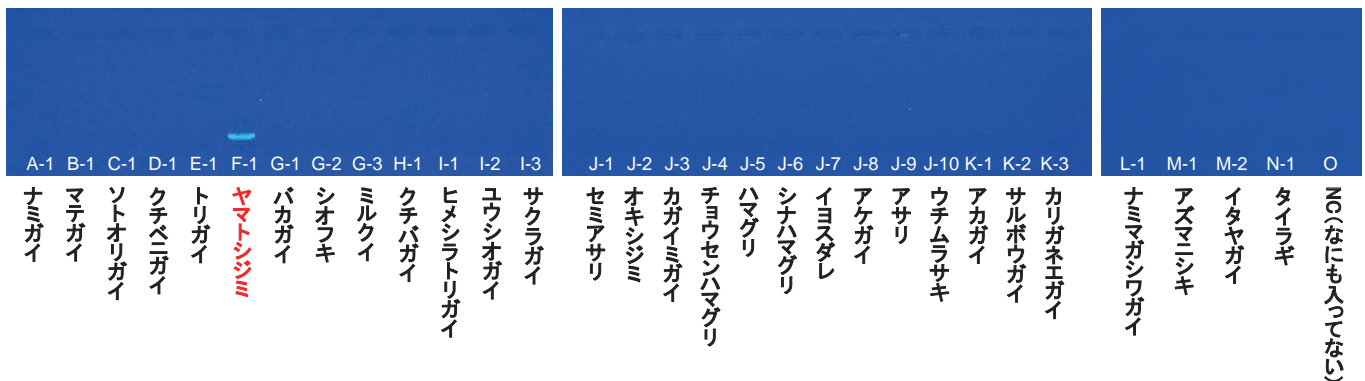 A-1 B-1 C-1 D-1 E-1 F-1 G-1 G-2 G-3 H-1 I-1 I-2 I-3
J-1 J-2 J-3 J-4 J-5 J-6 J-7 J-8 J-9 J-10 K-1 K-2 K-3
L-1 M-1 M-2 N-1 O
ナミガイ
マテガイ
ソトオリガイ
クチベニガイ
トリガイ
ヤマトシジミ
バカガイ
シオフキ
ミルクイ
クチバガイ
ヒメシラトリガイ
ユウシオガイ
サクラガイ
セミアサリ
オキシジミ
カガイミガイ
チョウセンハマグリ
ハマグリ
シナハマグリ
イヨスダレ
アケガイ
アサリ
ウチムラサキ
アカガイ
サルボウガイ
カリガネエガイ
ナミマガシワガイ
アズマニシキ
イタヤガイ
タイラギ
NC(なにも入ってない)